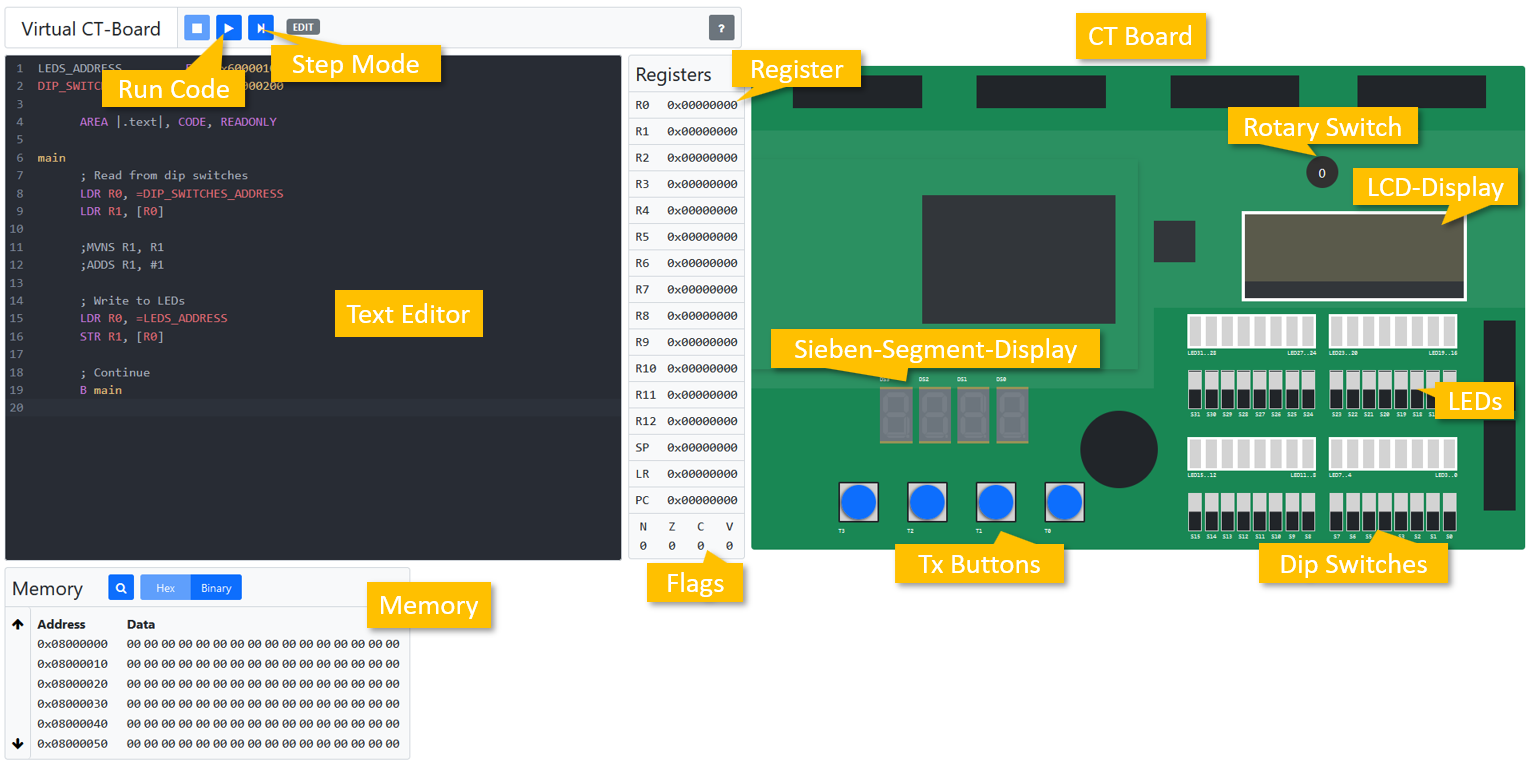 Virtual CT-Board
EDIT
?
Run Code
Step Mode
1 LEDS_ADDRESS
2 DIP_SWITC 000200
3
4 AREA |.text|, CODE, READONLY
5
6 main
7 ; Read from dip switches
8 LDR R0, =DIP_SWITCHES_ADDRESS
9 LDR R1, [R0]
10
11 ;MVNS R1, R1
12 ;ADDS R1, #1
13
14 ; Write to LEDs
15 LDR R0, =LEDS_ADDRESS
16 STR R1, [R0]
17
18 ; Continue
19 B main
20
Text Editor
Registers
Register
R0 0x00000000
R1 0x00000000
R2 0x00000000
R3 0x00000000
R4 0x00000000
R5 0x00000000
R6 0x00000000
R7 0x00000000
R8 0x00000000
R9 0x00000000
R10 0x00000000
R11 0x00000000
R12 0x00000000
SP 0x00000000
LR 0x00000000
PC 0x00000000
N Z C V
0 0 0 0
Flags
CT Board
Rotary Switch
0
LCD-Display
Sieben-Segment-Display
DS2 DS1 DS0
LED31..28 LED27..24 LED23..20 LED19..16
LEDs
S31 S30 S29 S28 S27 S26 S25 S24 S23 S22 S21 S20 S19 S18
LED15..12 LED11..8 LED7..4 LED3..0
S15 S14 S13 S12 S11 S10 S9 S8 S7 S6 S3 S2 S1 S0
T3 T2 T1 T0
Tx Buttons
Dip Switches
Memory
Hex
Binary
Memory
Address Data
0x08000000 00 00 00 00 00 00 00 00 00 00 00 00 00 00 00 00
0x08000010 00 00 00 00 00 00 00 00 00 00 00 00 00 00 00 00
0x08000020 00 00 00 00 00 00 00 00 00 00 00 00 00 00 00 00
0x08000030 00 00 00 00 00 00 00 00 00 00 00 00 00 00 00 00
0x08000040 00 00 00 00 00 00 00 00 00 00 00 00 00 00 00 00
0x08000050 00 00 00 00 00 00 00 00 00 00 00 00 00 00 00 00